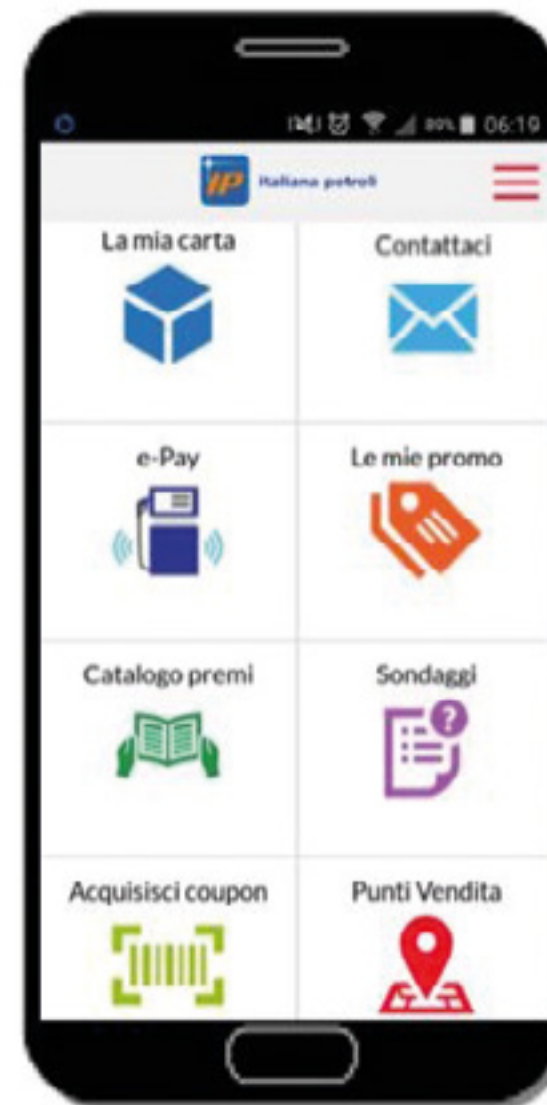 89% 06:19
IP italiana petroli
La mia carta
Contattaci
e-Pay
Le mie promo
Catalogo premi
Sondaggi
?
Acquisisci coupon
Punti Vendita